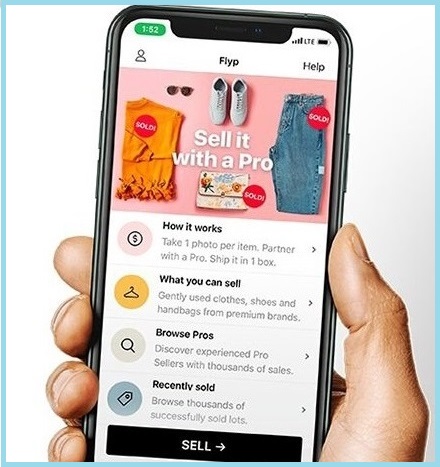 1:52
LTE
Flyp
Help
SOLD!
SOLD!
Sell it
with a Pro
SOLD!
How it works
Take 1 photo per item. Partner
with a Pro. Ship it in 1 box.
What you can sell
Gently used clothes, shoes and
handbags from premium brands.
Browse Pros
Discover experienced Pro
Sellers with thousands of sales.
Recently sold
Browse thousands of
successfully sold lots.
SELL →